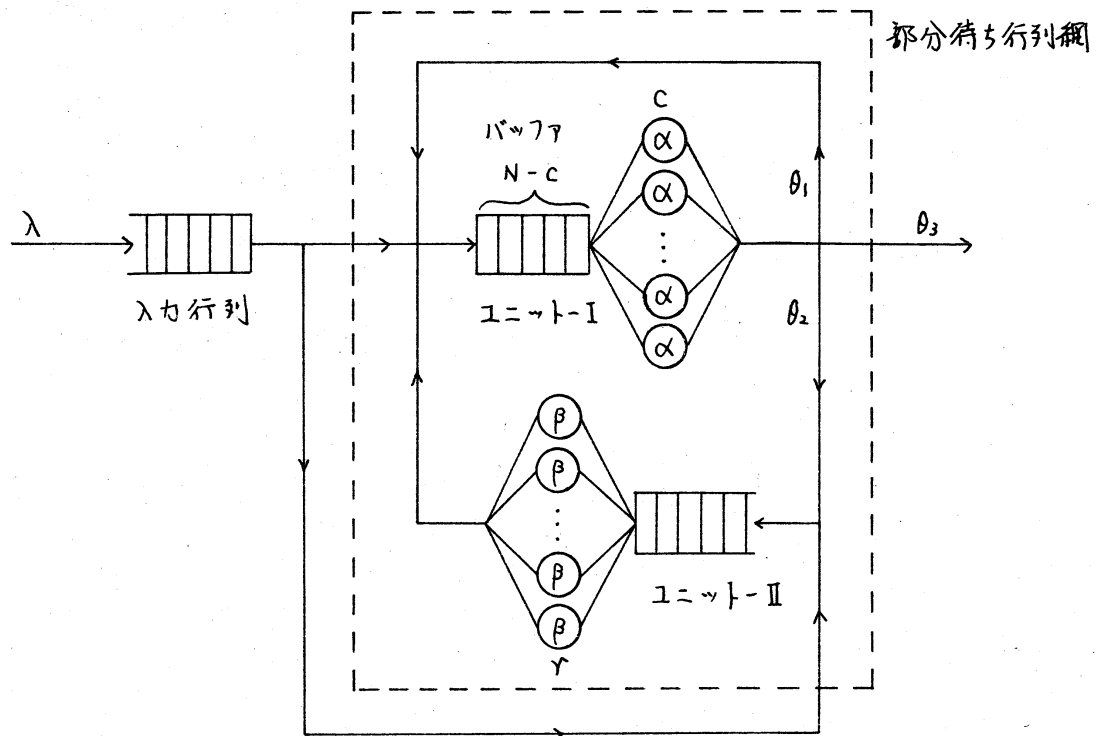 部分待ち行列網
C
バッファ
N-C
α
α
α
α
θ1
λ
θ3
入力行列
ユニット-I
θ2
β
β
β
β
ユニット-II
γ